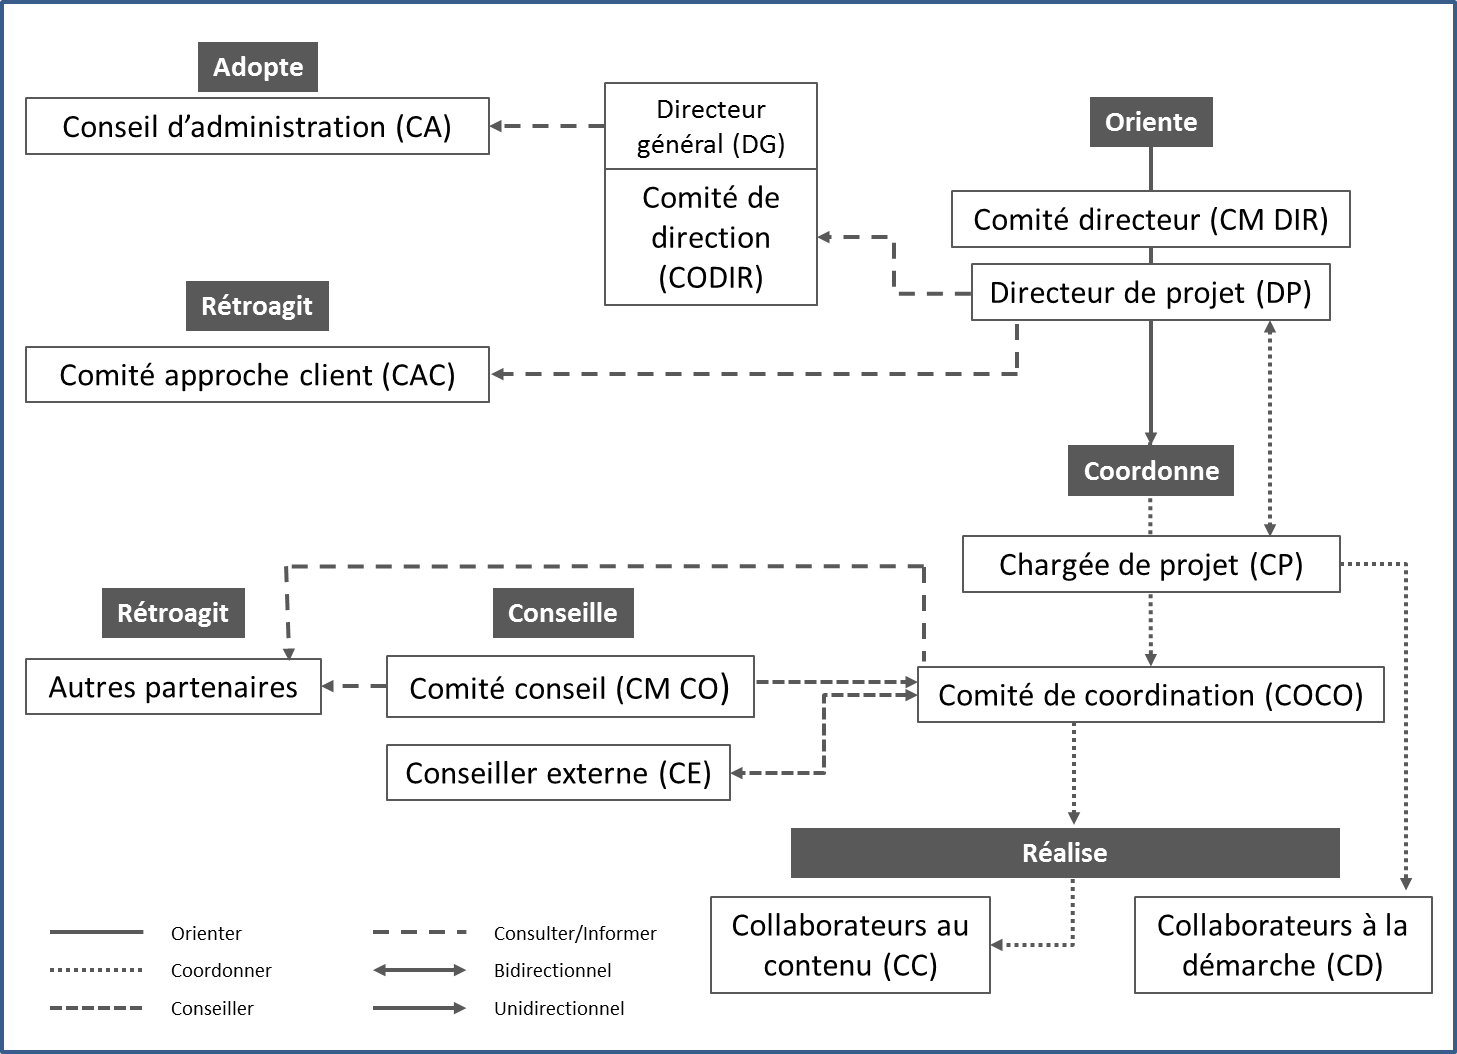 Adopte
Conseil d’administration (CA)
Directeur
général (DG)
Comité de
direction
(CODIR)
Oriente
Comité directeur (CM DIR)
Directeur de projet (DP)
Rétroagit
Comité approche client (CAC)
Coordonne
Chargée de projet (CP)
Rétroagit
Conseille
Autres partenaires
Comité conseil (CM CO)
Comité de coordination (COCO)
Conseiller externe (CE)
Réalise
Collaborateurs au
contenu (CC)
Collaborateurs à la
démarche (CD)
Orienter
Consulter/Informer
Coordonner
Bidirectionnel
Conseiller
Unidirectionnel